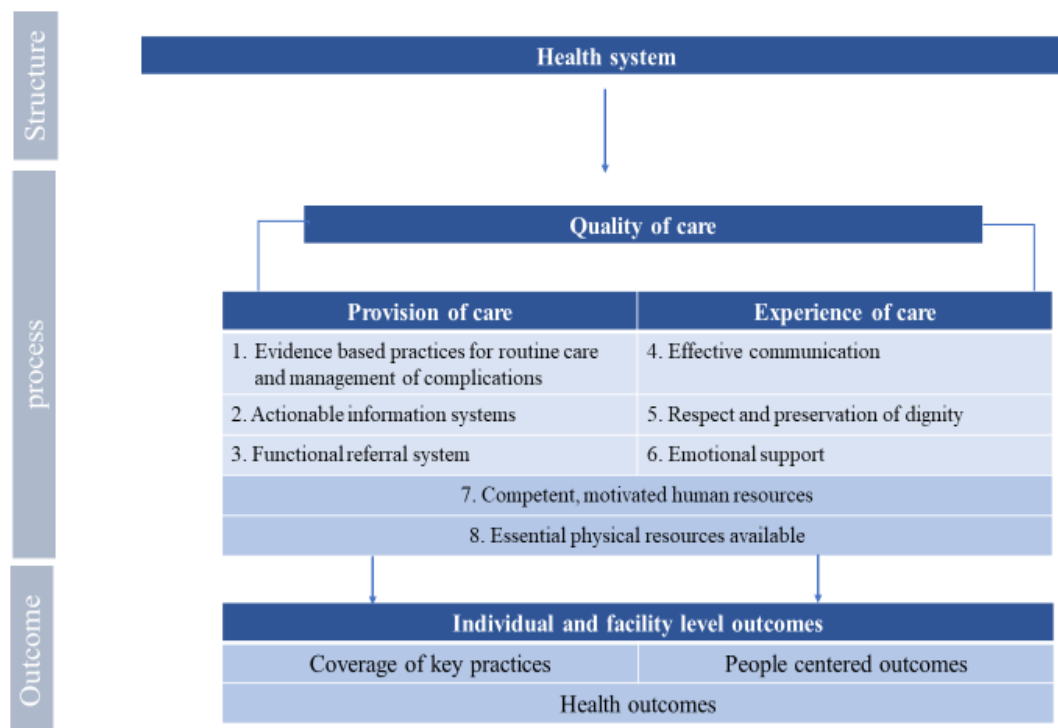 Structure
Health system
process
Quality of care
Provision of care
Experience of care
1. Evidence based practices for routine care
and management of complications
4. Effective communication
2. Actionable information systems
5. Respect and preservation of dignity
3. Functional referral system
6. Emotional support
7. Competent, motivated human resources
8. Essential physical resources available
Outcome
Individual and facility level outcomes
Coverage of key practices
People centered outcomes
Health outcomes